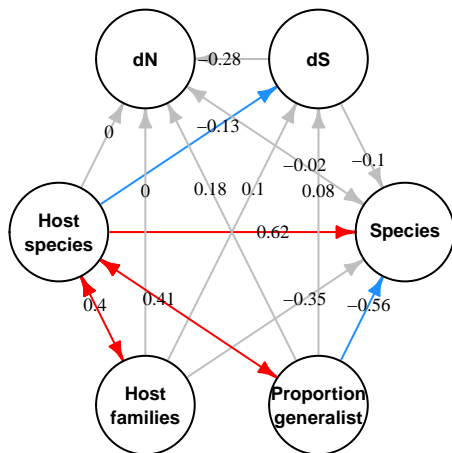 dN
dS
−0.28
0
−0.13
−0.02
−0.1
0
0.18
0.1
0.08
Host
species
0.62
Species
0.4
0.41
−0.35
−0.56
Host
families
Proportion
generalist